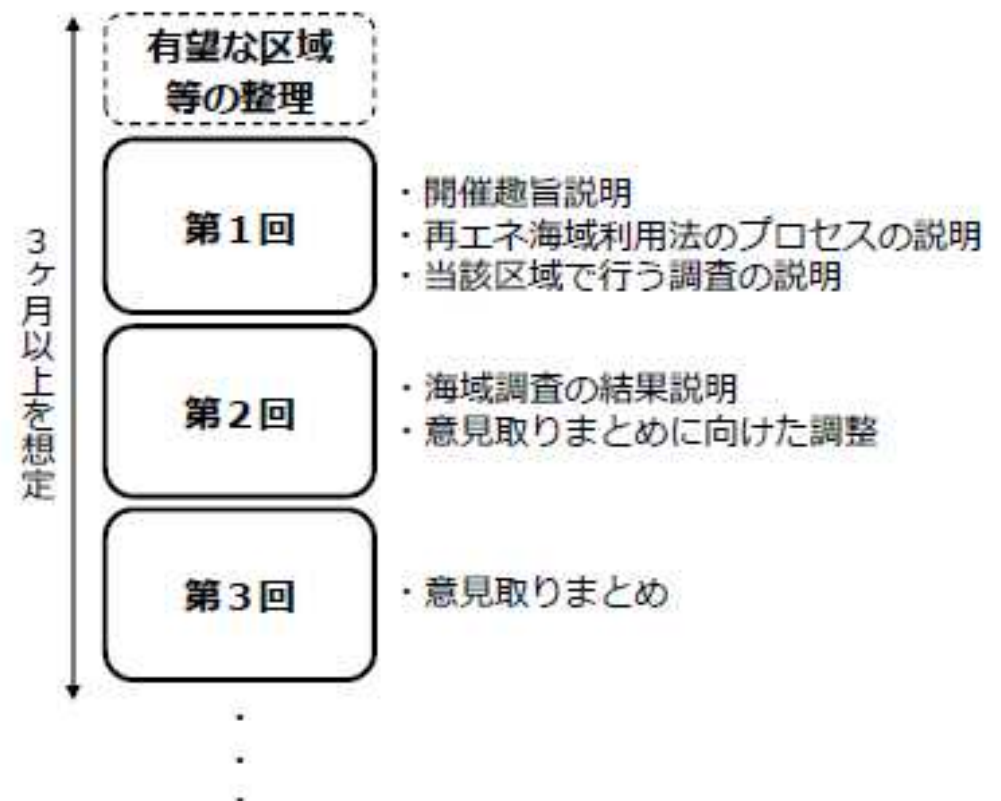 有望な区域
等の整理
3ヶ月以上を想定
第1回
・開催趣旨説明
・再エネ海域利用法のプロセスの説明
・当該区域で行う調査の説明
第2回
・海域調査の結果説明
・意見取りまとめに向けた調整
第3回
・意見取りまとめ
・
・
・